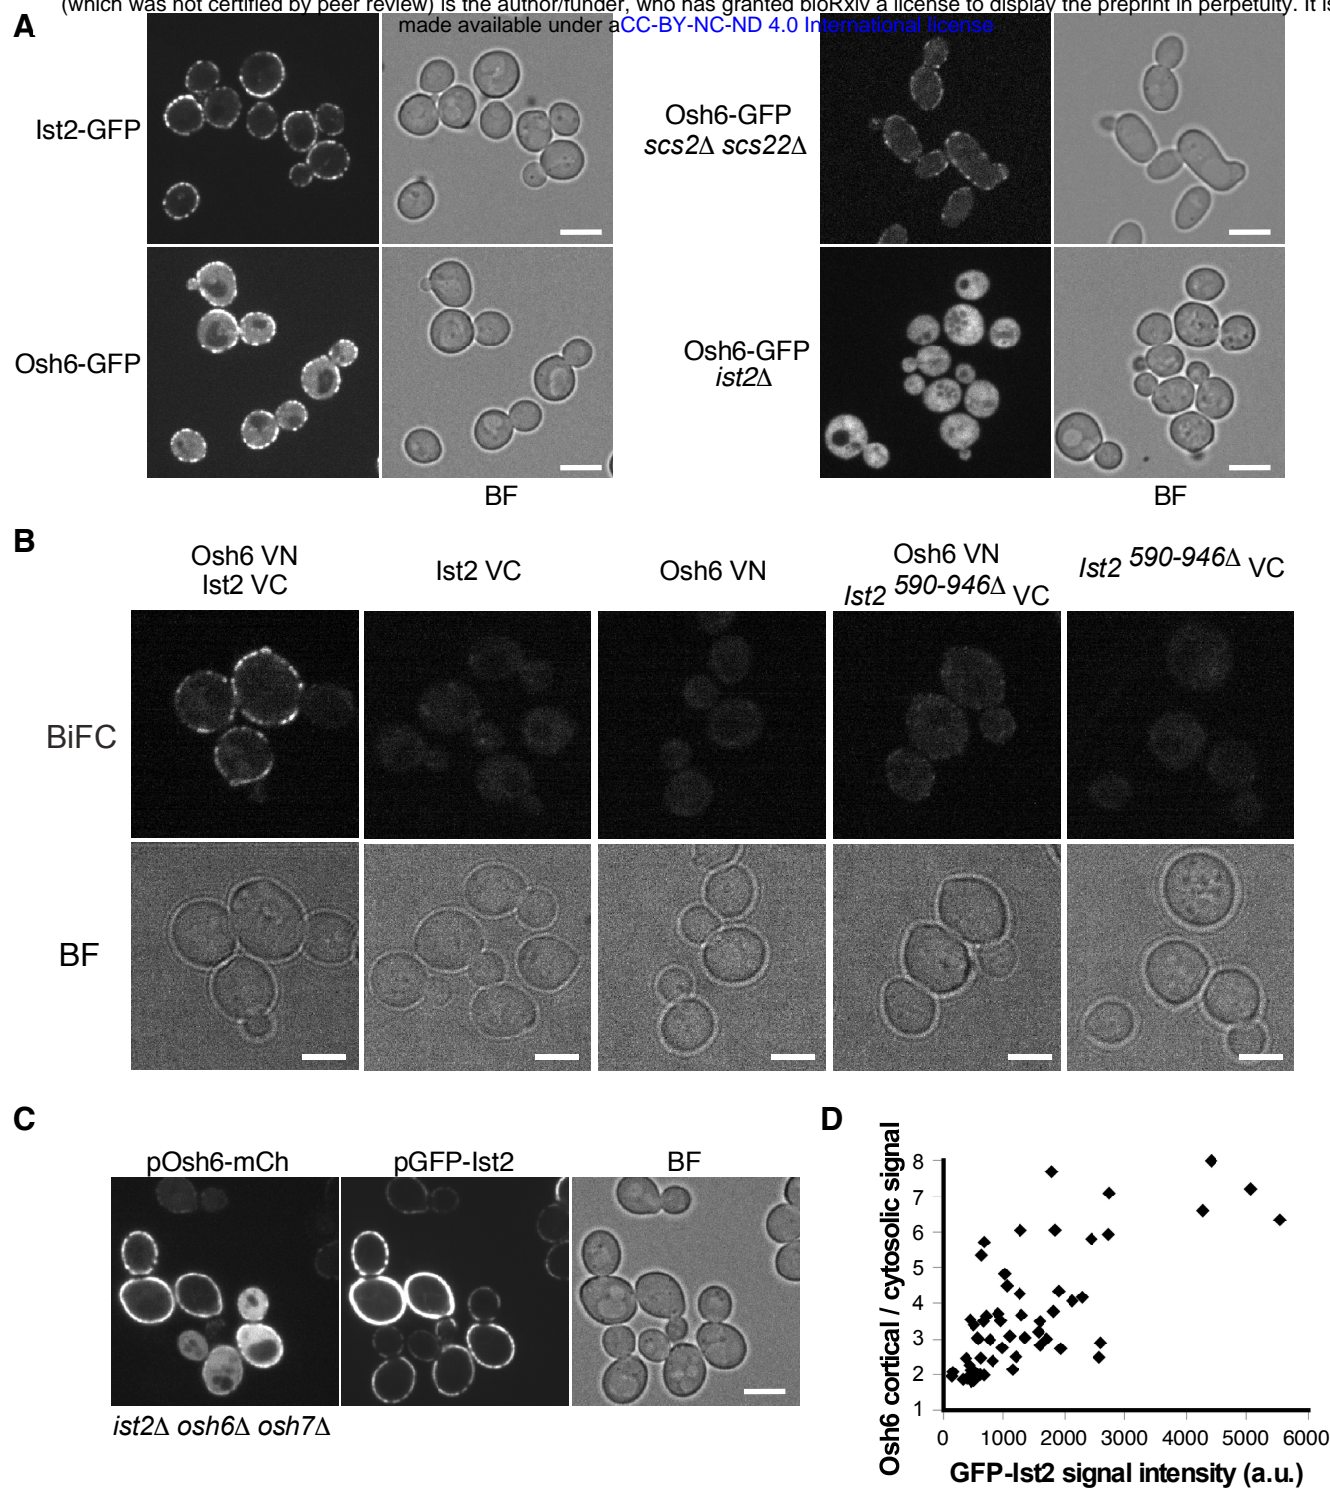 (which was not certified by peer review) is the author/funder, who has granted bioRxiv a license to display the preprint in perpetuity. It is
made available under aCC-BY-NC-ND 4.0 International license
A
Ist2-GFP
Osh6-GFP
scs2Δ scs22Δ
Osh6-GFP
Osh6-GFP
ist2Δ
BF
BF
B
Osh6 VN
Ist2 VC
Ist2 VC
Osh6 VN
Osh6 VN
Ist2 590-946Δ VC
Ist2 590-946Δ VC
BiFC
BF
C
pOsh6-mCh
pGFP-Ist2
BF
ist2Δ osh6Δ osh7Δ
D
Osh6 cortical / cytosolic signal
8
7
6
5
4
3
2
1
0 1000 2000 3000 4000 5000 6000
GFP-Ist2 signal intensity (a.u.)